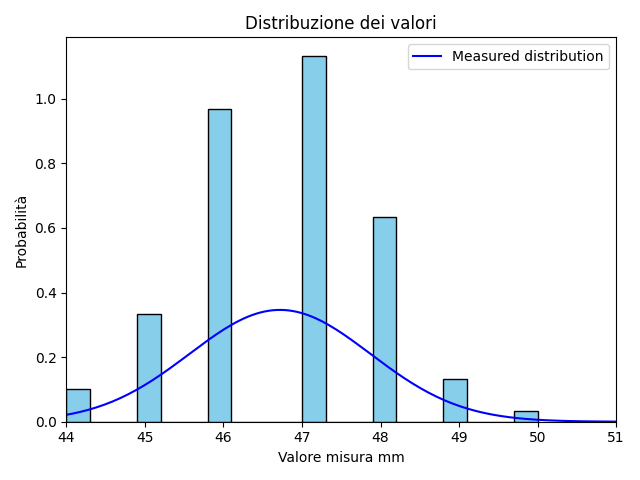 Distribuzione dei valori
Measured distribution
Probabilità
1.0
0.8
0.6
0.4
0.2
0.0
44 45 46 47 48 49 50 51
Valore misura mm